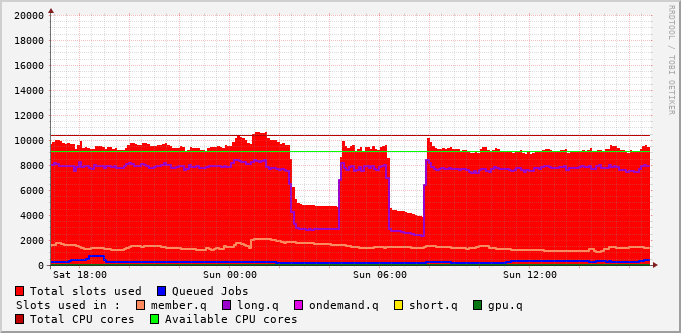 20000
18000
16000
14000
12000
10000
8000
6000
4000
2000
0
Sat 18:00 Sun 00:00 Sun 06:00 Sun 12:00
RRDTOOL / TOBI OETIKER
Total slots used Queued Jobs
Slots used in : member.q long.q ondemand.q short.q gpu.q
Total CPU cores Available CPU cores